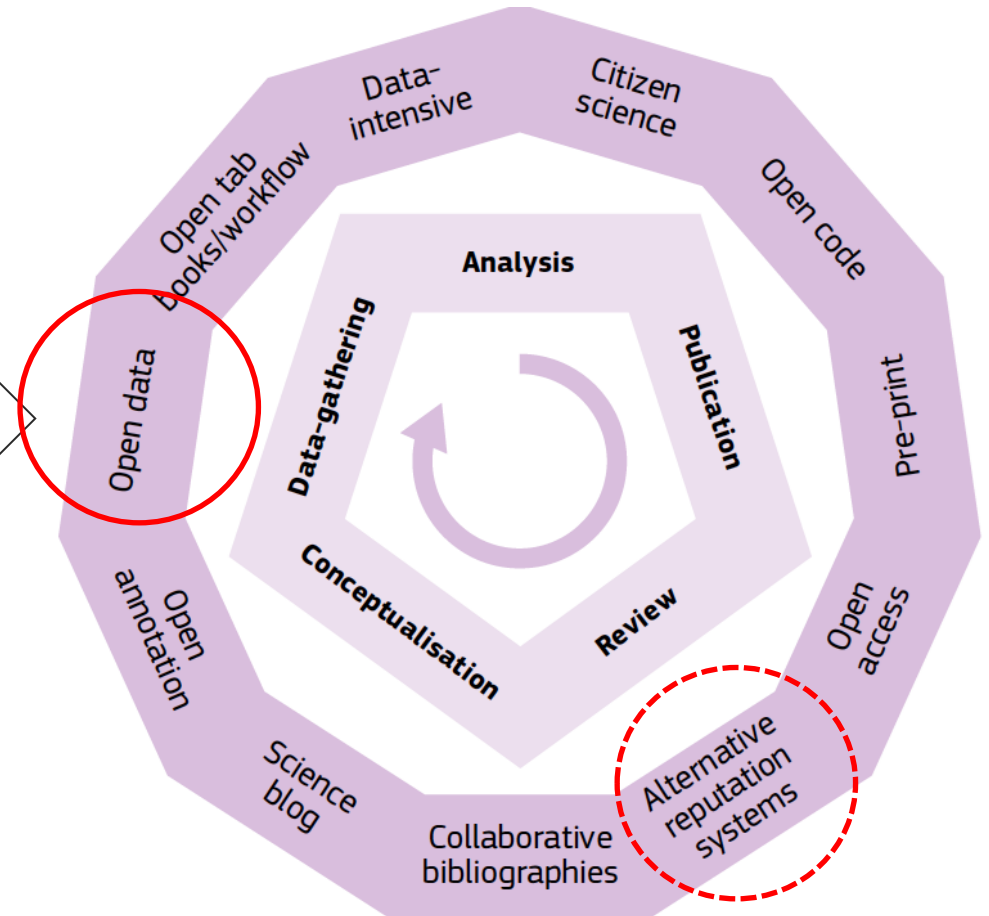 Data-
intensive
Citizen
science
Open code
Pre-print
Open
access
Alternative
reputation
systems
Collaborative
bibliographies
Science
blog
Open
annotation
Open data
Open tab
books/workflow
Analysis
Publication
Review
Conceptualisation
Data-gathering